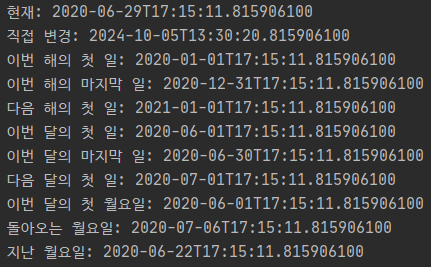 현재: 2020-06-29T17:15:11.815906100
직접 변경: 2024-10-05T13:30:20.815906100
이번 해의 첫 일: 2020-01-01T17:15:11.815906100
이번 해의 마지막 일: 2020-12-31T17:15:11.815906100
다음 해의 첫 일: 2021-01-01T17:15:11.815906100
이번 달의 첫 일: 2020-06-01T17:15:11.815906100
이번 달의 마지막 일: 2020-06-30T17:15:11.815906100
다음 달의 첫 일: 2020-07-01T17:15:11.815906100
이번 달의 첫 월요일: 2020-06-01T17:15:11.815906100
돌아오는 월요일: 2020-07-06T17:15:11.815906100
지난 월요일: 2020-06-22T17:15:11.815906100